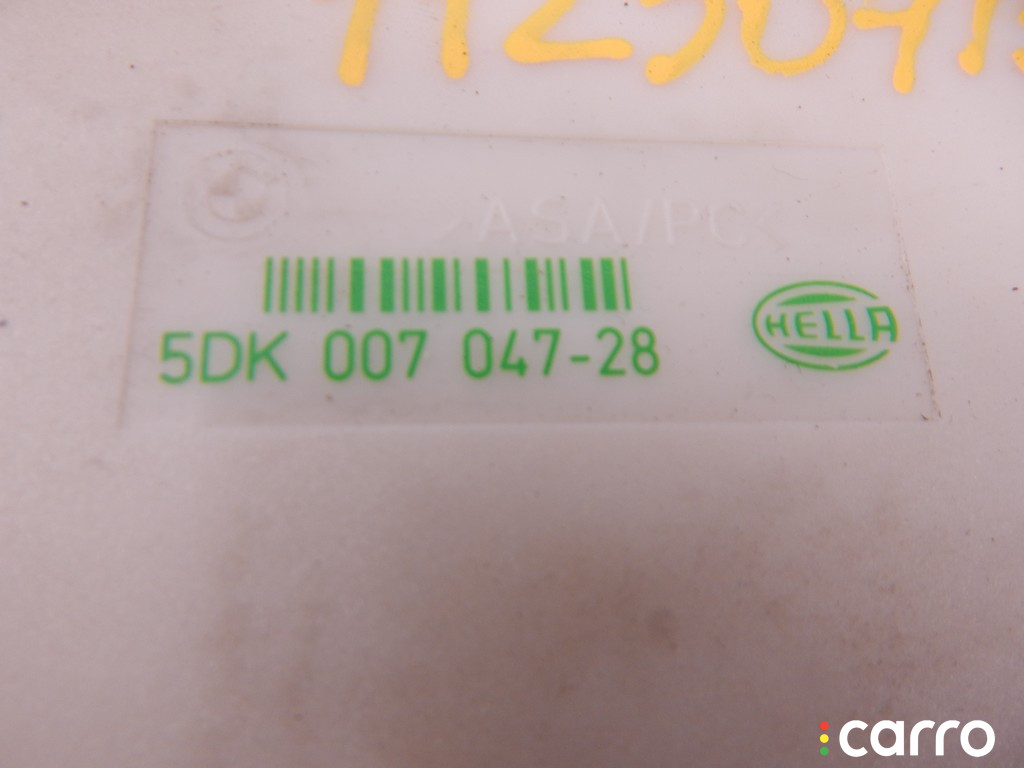 >ASA/PC<
5DK 007 047-28
HELLA
carro